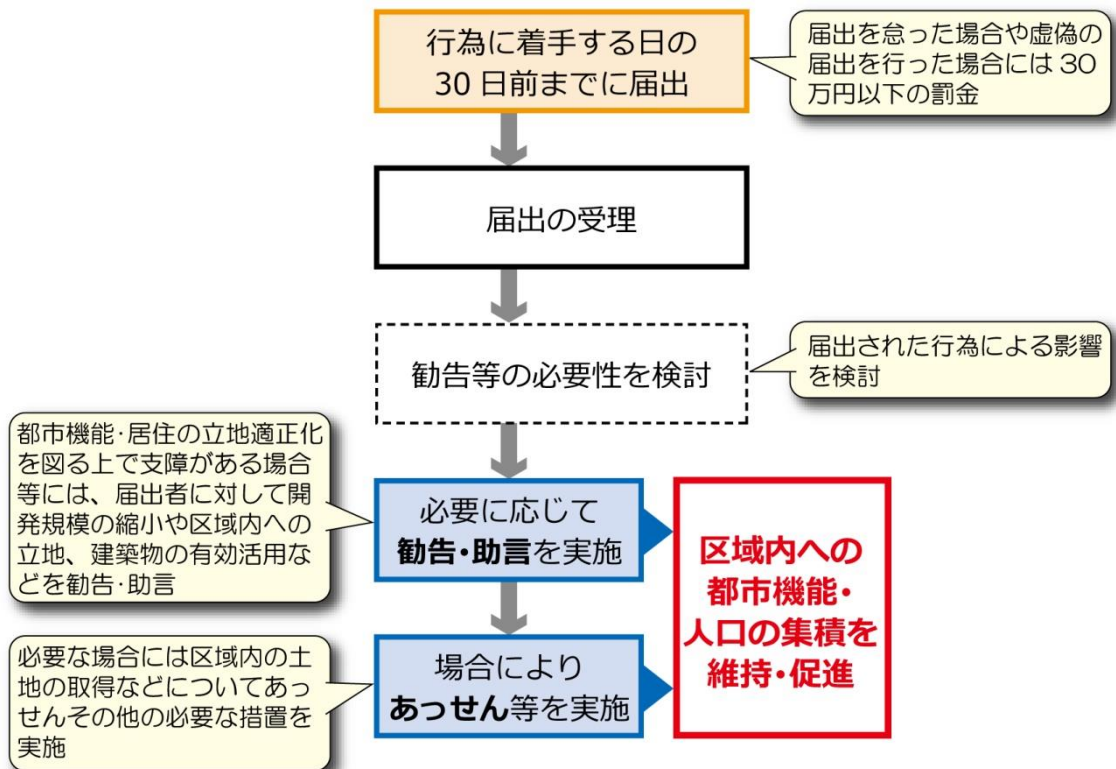 行為に着手する日の
30 日前までに届出
届出を怠った場合や虚偽の
届出を行った場合には 30
万円以下の罰金
届出の受理
勧告等の必要性を検討
届出された行為による影響
を検討
都市機能・居住の立地適正化
を図る上で支障がある場合
等には、届出者に対して開
発規模の縮小や区域内への
立地、建築物の有効活用な
どを勧告・助言
必要に応じて
勧告・助言を実施
必要な場合には区域内の土
地の取得などについてあっ
せんその他の必要な措置を
実施
場合により
あっせん等を実施
区域内への
都市機能・
人口の集積を
維持・促進